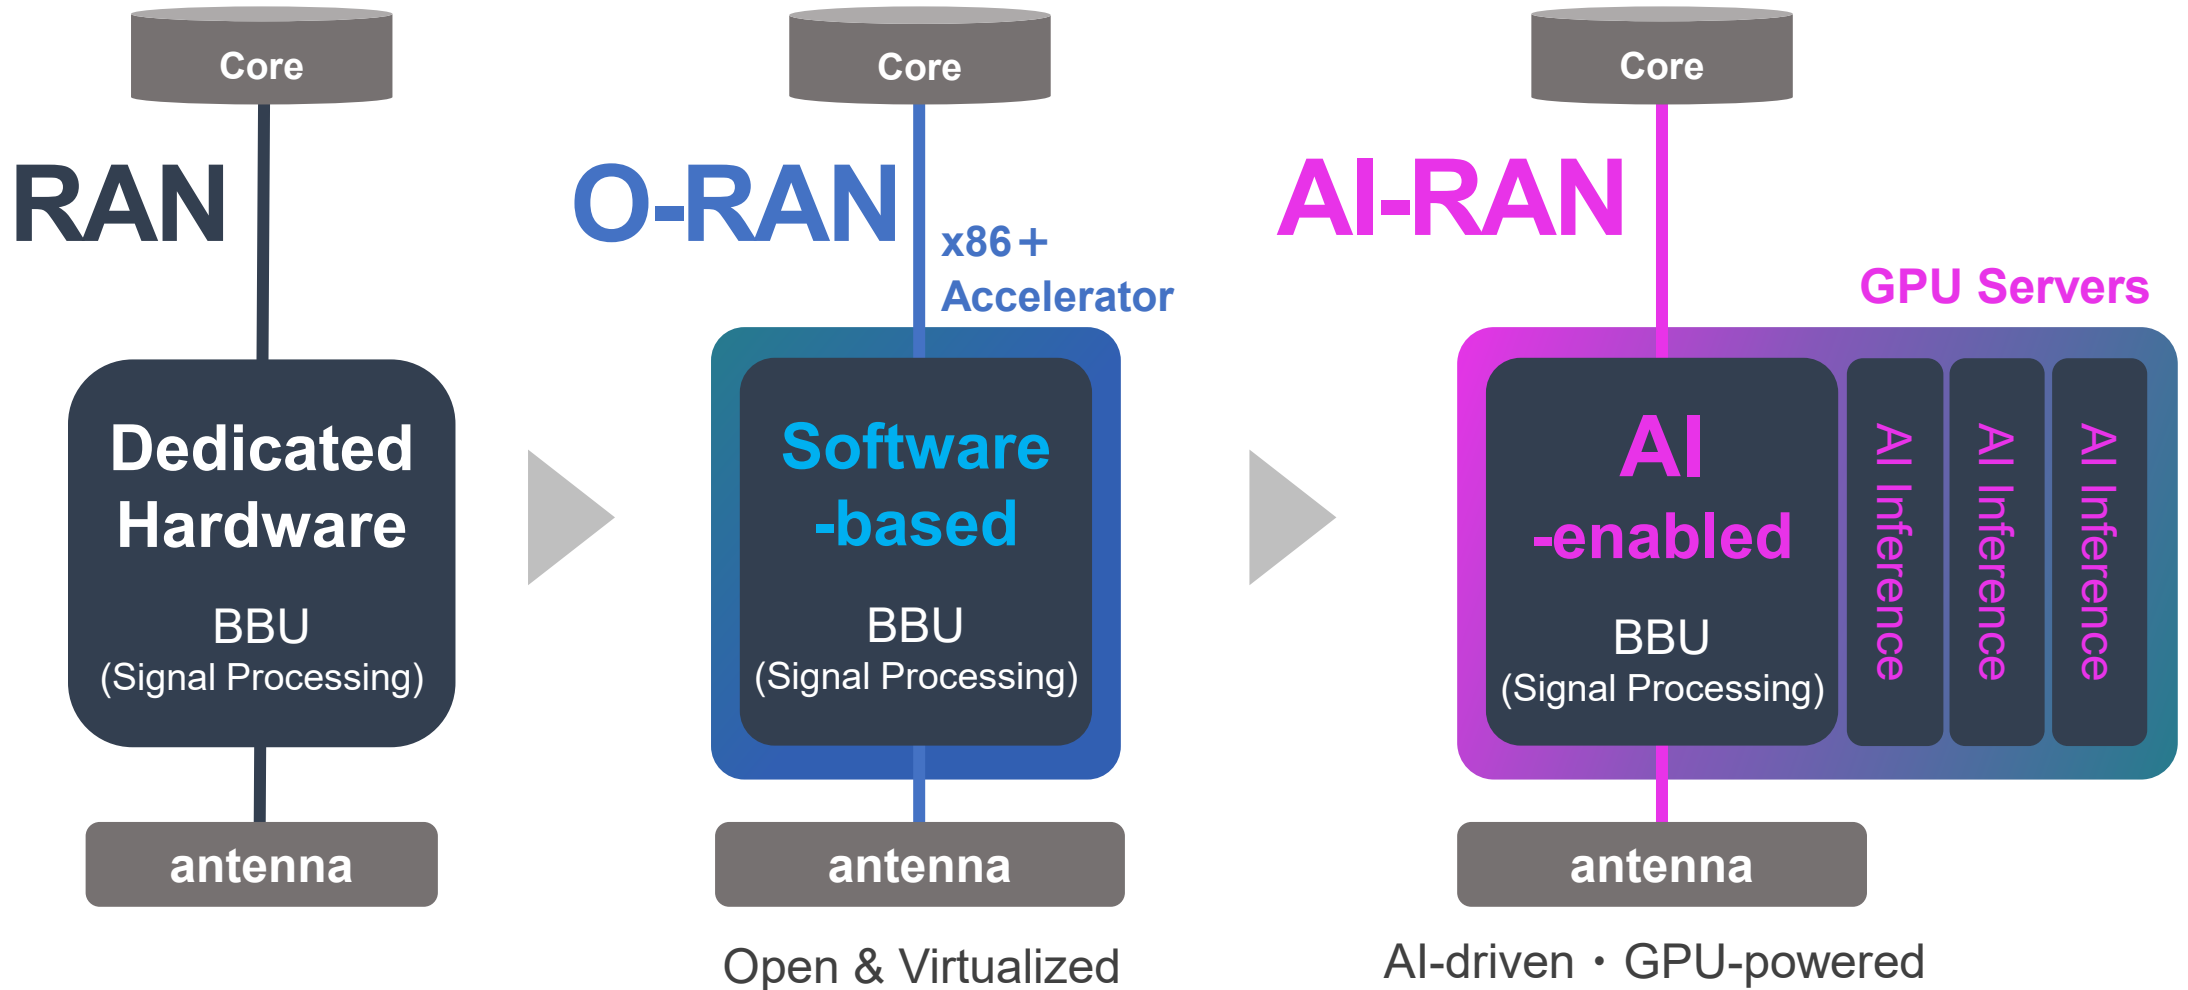 Core
RAN
Dedicated
Hardware
BBU
(Signal Processing)
antenna
Core
O-RAN
x86+
Accelerator
Software
-based
BBU
(Signal Processing)
antenna
Open & Virtualized
Core
AI-RAN
GPU Servers
AI
-enabled
BBU
(Signal Processing)
AI Inference
AI Inference
AI Inference
antenna
AI-driven・GPU-powered